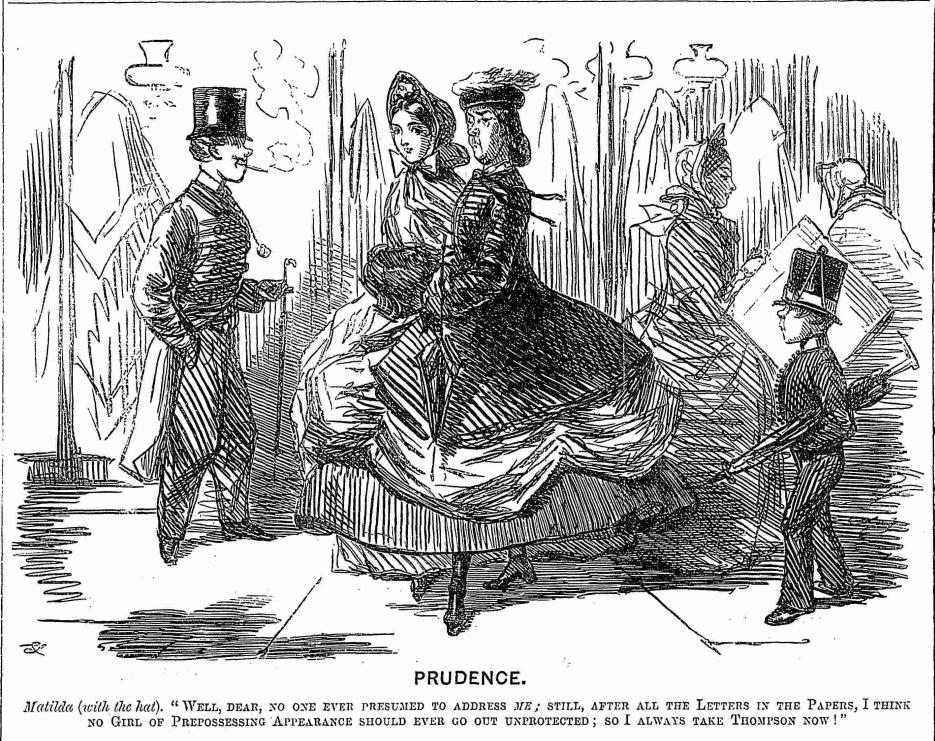 PRUDENCE.
Matilda (with the hat). "WELL, DEAR, NO ONE EVER PRESUMED TO ADDRESS ME; STILL, AFTER ALL THE LETTERS IN THE PAPERS, I THINK
NO GIRL OF PREPOSSESSING APPEARANCE SHOULD EVER GO OUT UNPROTECTED; SO I ALWAYS TAKE THOMPSON NOW!"